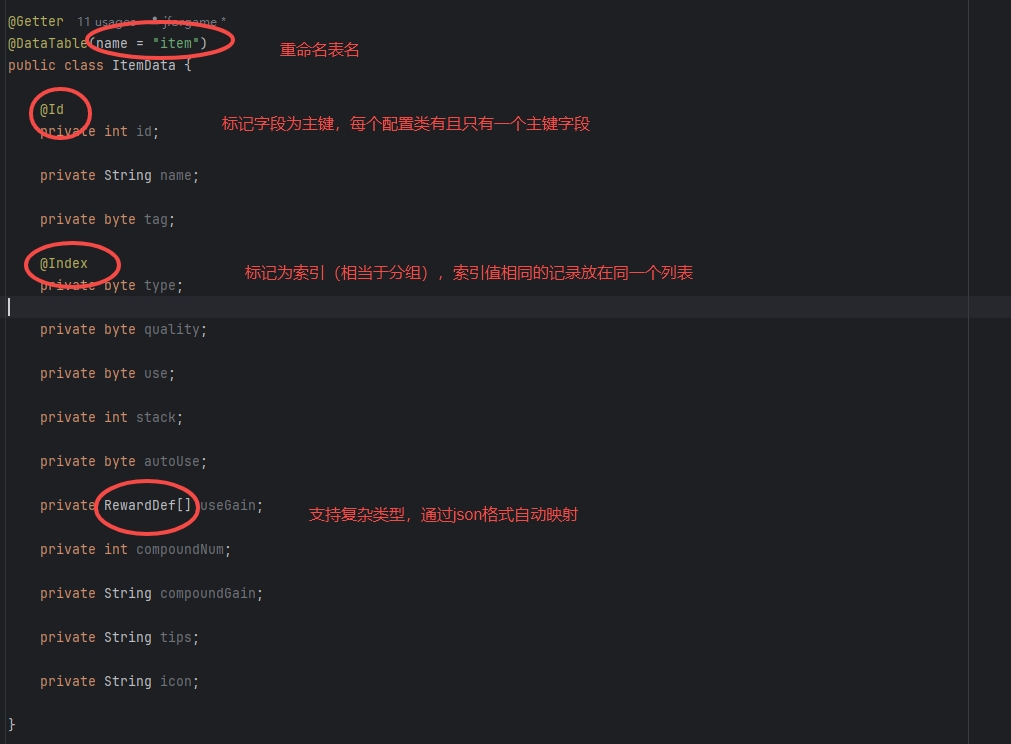 @Getter 11 usages jforgame *
@DataTable(name = "item")
重命名表名
public class ItemData {
@Id
标记字段为主键，每个配置类有且只有一个主键字段
private int id;
private String name;
private byte tag;
@Index
标记为索引（相当于分组），索引值相同的记录放在同一个列表
private byte type;
private byte quality;
private byte use;
private int stack;
private byte autoUse;
private RewardDef[] useGain;
支持复杂类型，通过json格式自动映射
private int compoundNum;
private String compoundGain;
private String tips;
private String icon;
}